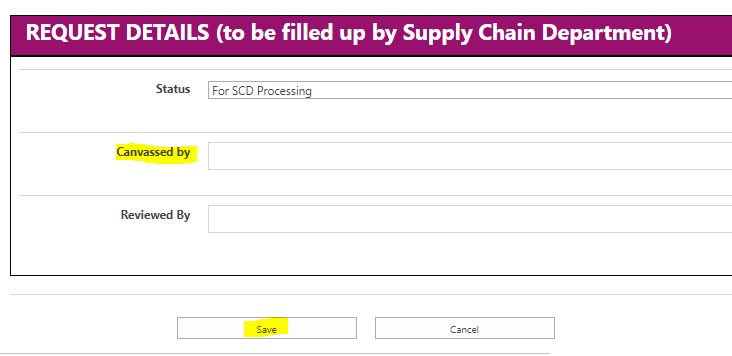 REQUEST DETAILS (to be filled up by Supply Chain Department)
Status For SCD Processing
Canvassed by
Reviewed By
Save Cancel